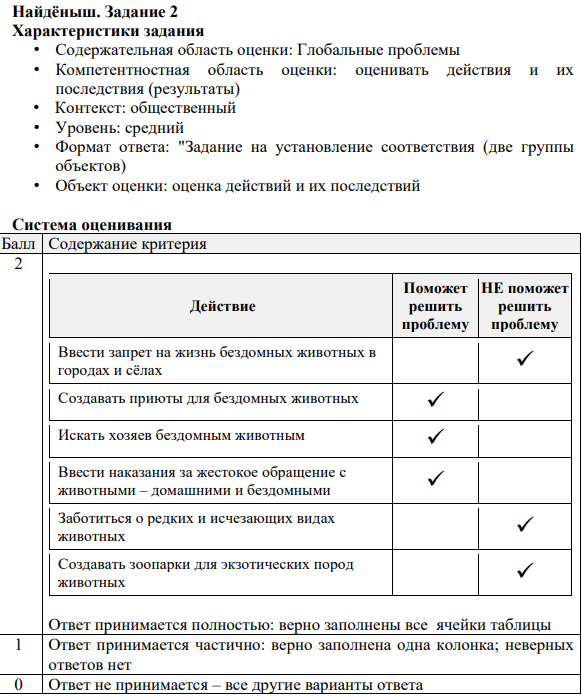 Найдёныш. Задание 2
Характеристики задания
• Содержательная область оценки: Глобальные проблемы
• Компетентностная область оценки: оценивать действия и их
последствия (результаты)
• Контекст: общественный
• Уровень: средний
• Формат ответа: "Задание на установление соответствия (две группы
объектов)
• Объект оценки: оценка действий и их последствий
Система оценивания
Балл Содержание критерия
2
Действие
Поможет
решить
проблему
НЕ поможет
решить
проблему
Ввести запрет на жизнь бездомных животных в
городах и сёлах
✓
Создавать приюты для бездомных животных ✓
Искать хозяев бездомным животным ✓
Ввести наказания за жестокое обращение с
животными – домашними и бездомными
✓
Заботиться о редких и исчезающих видах
животных
✓
Создавать зоопарки для экзотических пород
животных
✓
Ответ принимается полностью: верно заполнены все ячейки таблицы
1 Ответ принимается частично: верно заполнена одна колонка; неверных
ответов нет
0 Ответ не принимается – все другие варианты ответа